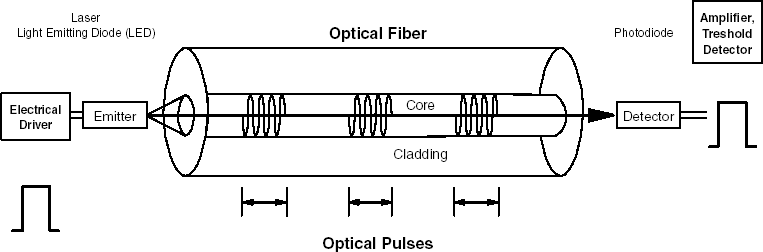 Laser
Light Emitting Diode (LED)
Optical Fiber
Photodiode
Amplifier,
Treshold
Detector
Electrical
Driver
Emitter
Core
Detector
Cladding
Optical Pulses